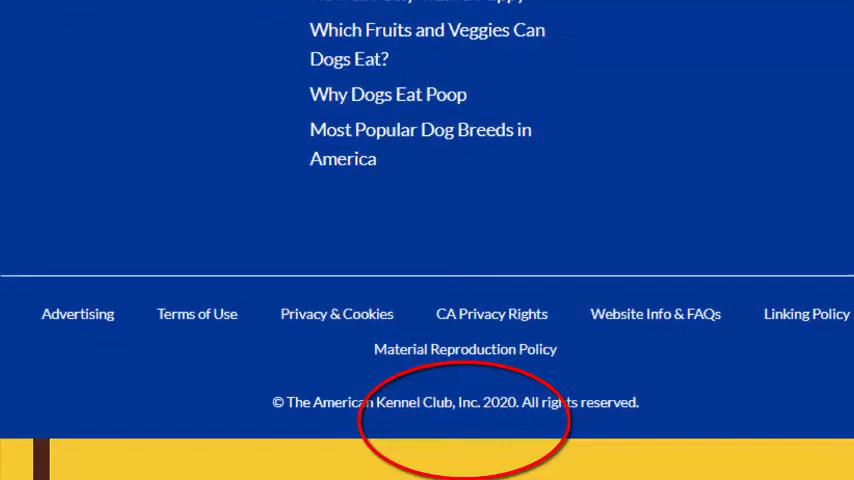 Which Fruits and Veggies Can
Dogs Eat?
Why Dogs Eat Poop
Most Popular Dog Breeds in
America
Advertising Terms of Use Privacy & Cookies CA Privacy Rights Website Info & FAQs Linking Policy
Material Reproduction Policy
© The American Kennel Club, Inc. 2020. All rights reserved.